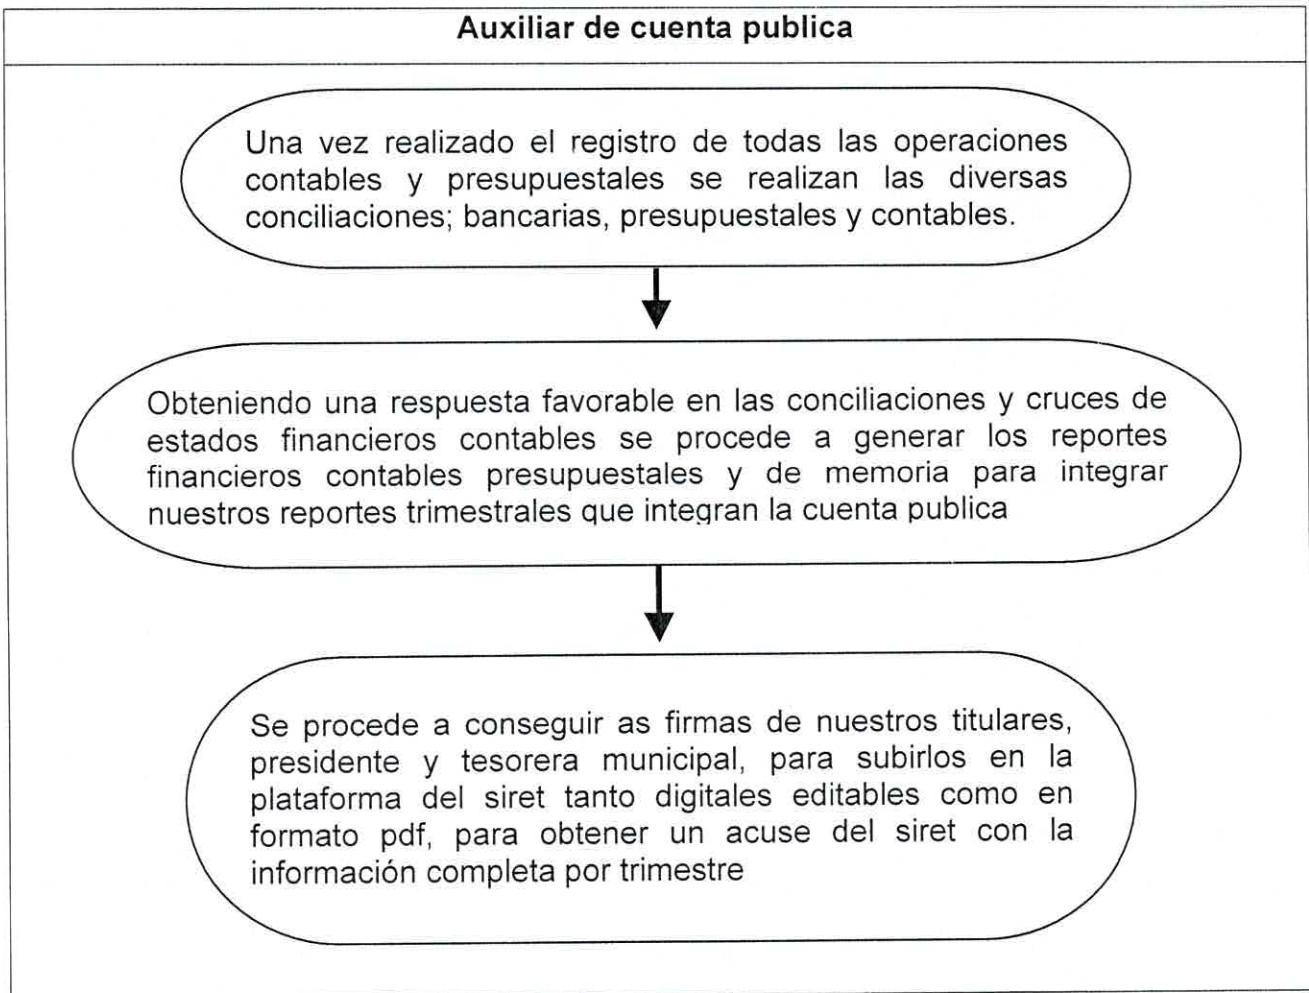 Auxiliar de cuenta publica
Una vez realizado el registro de todas las operaciones
contables y presupuestales se realizan las diversas
conciliaciones; bancarias, presupuestales y contables.
Obteniendo una respuesta favorable en las conciliaciones y cruces de
estados financieros contables se procede a generar los reportes
financieros contables presupuestales y de memoria para integrar
nuestros reportes trimestrales que integran la cuenta publica
Se procede a conseguir as firmas de nuestros titulares,
presidente y tesorera municipal, para subirlos en la
plataforma del siret tanto digitales editables como en
formato pdf, para obtener un acuse del siret con la
información completa por trimestre